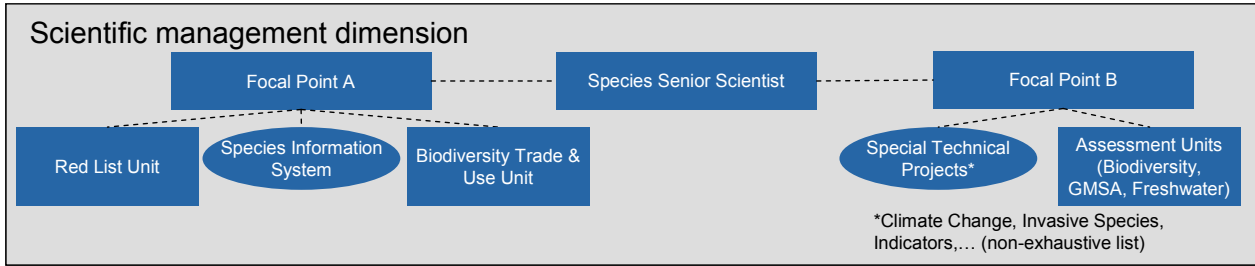 Scientific management dimension
Focal Point A
Species Senior Scientist
Focal Point B
Red List Unit
Species Information
System
Biodiversity Trade &
Use Unit
Special Technical
Projects*
Assessment Units
(Biodiversity,
GMSA, Freshwater)
*Climate Change, Invasive Species,
Indicators,… (non-exhaustive list)